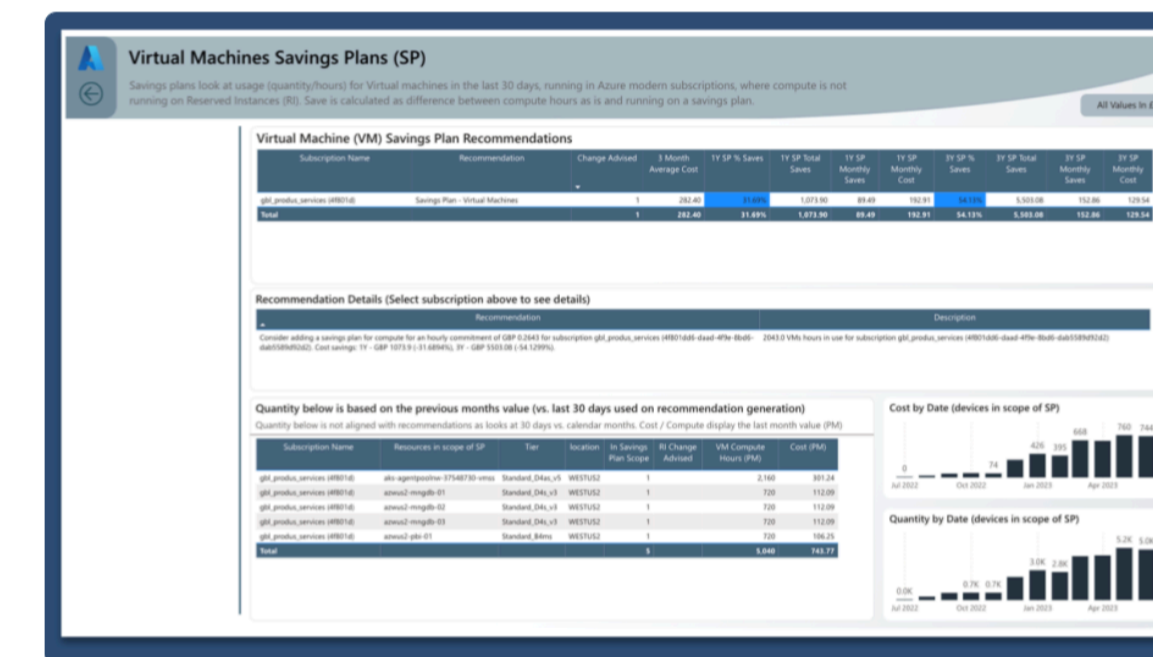 Virtual Machines Savings Plans (SP)
Savings plans look at usage (quantity/hours) for Virtual machines in the last 30 days, running in Azure modern subscriptions, where compute is not
running on Reserved Instances (RI). Save is calculated as difference between compute hours as is and running on a savings plan.
All Values In
Virtual Machine (VM) Savings Plan Recommendations
Subscription Name Recommendation Change Advised 3 Month Average Cost 1Y SP % Saves 1Y SP Total Saves 1Y SP Monthly Saves 1Y SP Monthly Cost 3Y SP % Saves 3Y SP Total Saves 3Y SP Monthly Saves 3Y SP Monthly Cost
gbl_produs_services (4f801d) Savings Plan - Virtual Machines 1 282.40 31.69% 1,073.90 89.49 192.91 54.13% 5,503.08 152.86 129.54
Total 1 282.40 31.69% 1,073.90 89.49 192.91 54.13% 5,503.08 152.86 129.54
Recommendation Details (Select subscription above to see details)
Recommendation Description
Consider adding a savings plan for compute for an hourly commitment of GBP 0.2643 for subscription gbl_produs_services (4f801dd6-daad-4f9e-8bd6-
dab5589d92d2). Cost savings: 1Y - GBP 1073.9 (-31.6894%), 3Y - GBP 5503.08 (-54.1299%).
2043.0 VMs hours in use for subscription gbl_produs_services (4f801dd6-daad-4f9e-8bd6-dab5589d92d2)
Quantity below is based on the previous months value (vs. last 30 days used on recommendation generation)
Quantity below is not aligned with recommendations as looks at 30 days vs. calendar months. Cost / Compute display the last month value (PM)
Subscription Name Resources in scope of SP Tier location In Savings Plan Scope RI Change Advised VM Compute Hours (PM) Cost (PM)
gbl_produs_services (4f801d) aks-agentpoolnw-37548730-vmss Standard_D4as_v5 WESTUS2 1 2,160 301.24
gbl_produs_services (4f801d) azwus2-mngdb-01 Standard_D4s_v3 WESTUS2 1 720 112.09
gbl_produs_services (4f801d) azwus2-mngdb-02 Standard_D4s_v3 WESTUS2 1 720 112.09
gbl_produs_services (4f801d) azwus2-mngdb-03 Standard_D4s_v3 WESTUS2 1 720 112.09
gbl_produs_services (4f801d) azwus2-pbi-01 Standard_B4ms WESTUS2 1 720 106.25
Total 5 5,040 743.77
Cost by Date (devices in scope of SP)
0 74 426 395 668 760 744
Jul 2022 Oct 2022 Jan 2023 Apr 2023
Quantity by Date (devices in scope of SP)
0.0K 0.7K 0.7K 3.0K 2.8K 5.2K
Jul 2022 Oct 2022 Jan 2023 Apr 2023